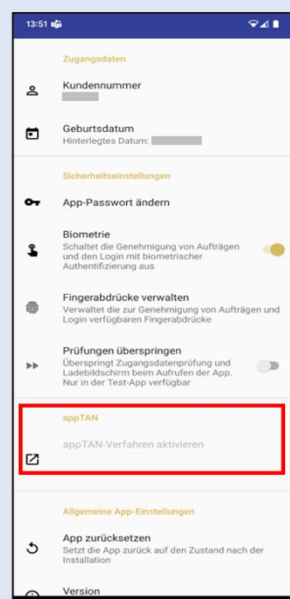 13:51
Zugangsdaten
Kundennummer
Geburtsdatum
Hinterlegtes Datum:
Sicherheitseinstellungen
App-Passwort ändern
Biometrie
Schaltet die Genehmigung von Aufträgen
und den Login mit biometrischer
Authentifizierung aus
Fingerabdrücke verwalten
Verwaltet die zur Genehmigung von Aufträgen und
Login verfügbaren Fingerabdrücke
Prüfungen überspringen
Überspringt Zugangsdatenprüfung und
Ladebildschirm beim Aufrufen der App.
Nur in der Test-App verfügbar
appTAN
appTAN-Verfahren aktivieren
Allgemeine App-Einstellungen
App zurücksetzen
Setzt die App zurück auf den Zustand nach der
Installation
Version